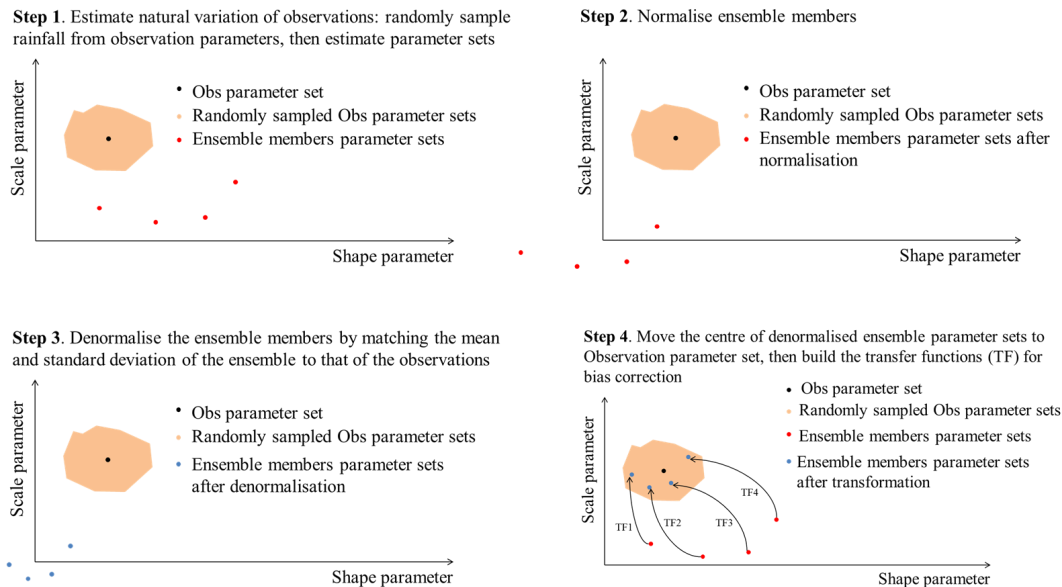 Step 1. Estimate natural variation of observations: randomly sample
rainfall from observation parameters, then estimate parameter sets
Scale parameter
Obs parameter set
Randomly sampled Obs parameter sets
Ensemble members parameter sets
Shape parameter
Step 2. Normalise ensemble members
Scale parameter
Obs parameter set
Randomly sampled Obs parameter sets
Ensemble members parameter sets after
normalisation
Shape parameter
Step 3. Denormalise the ensemble members by matching the mean
and standard deviation of the ensemble to that of the observations
Scale parameter
Obs parameter set
Randomly sampled Obs parameter sets
Ensemble members parameter sets
after denormalisation
Shape parameter
Step 4. Move the centre of denormalised ensemble parameter sets to
Observation parameter set, then build the transfer functions (TF) for
bias correction
Scale parameter
Obs parameter set
Randomly sampled Obs parameter sets
Ensemble members parameter sets
Ensemble members parameter sets
after transformation
TF1
TF2
TF3
TF4
Shape parameter